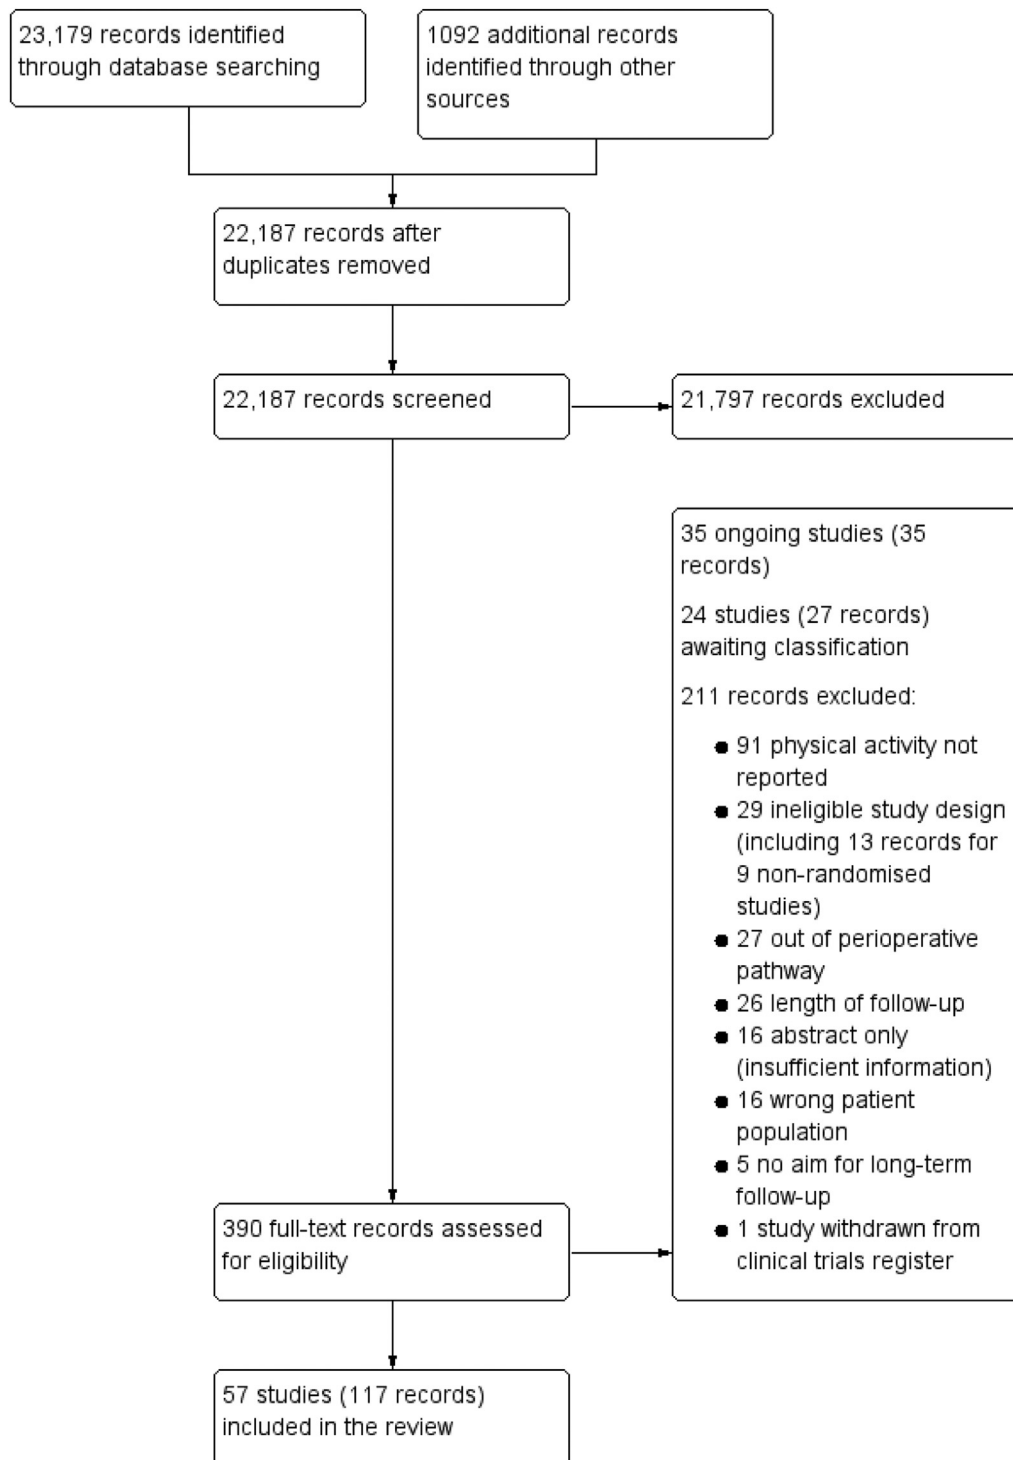 23,179 records identified
through database searching
1092 additional records
identified through other
sources
22,187 records after
duplicates removed
22,187 records screened
21,797 records excluded
35 ongoing studies (35
records)
24 studies (27 records)
awaiting classification
211 records excluded:
● 91 physical activity not
reported
● 29 ineligible study design
(including 13 records for
9 non-randomised
studies)
● 27 out of perioperative
pathway
● 26 length of follow-up
● 16 abstract only
(insufficient information)
● 16 wrong patient
population
● 5 no aim for long-term
follow-up
● 1 study withdrawn from
clinical trials register
390 full-text records assessed
for eligibility
57 studies (117 records)
included in the review